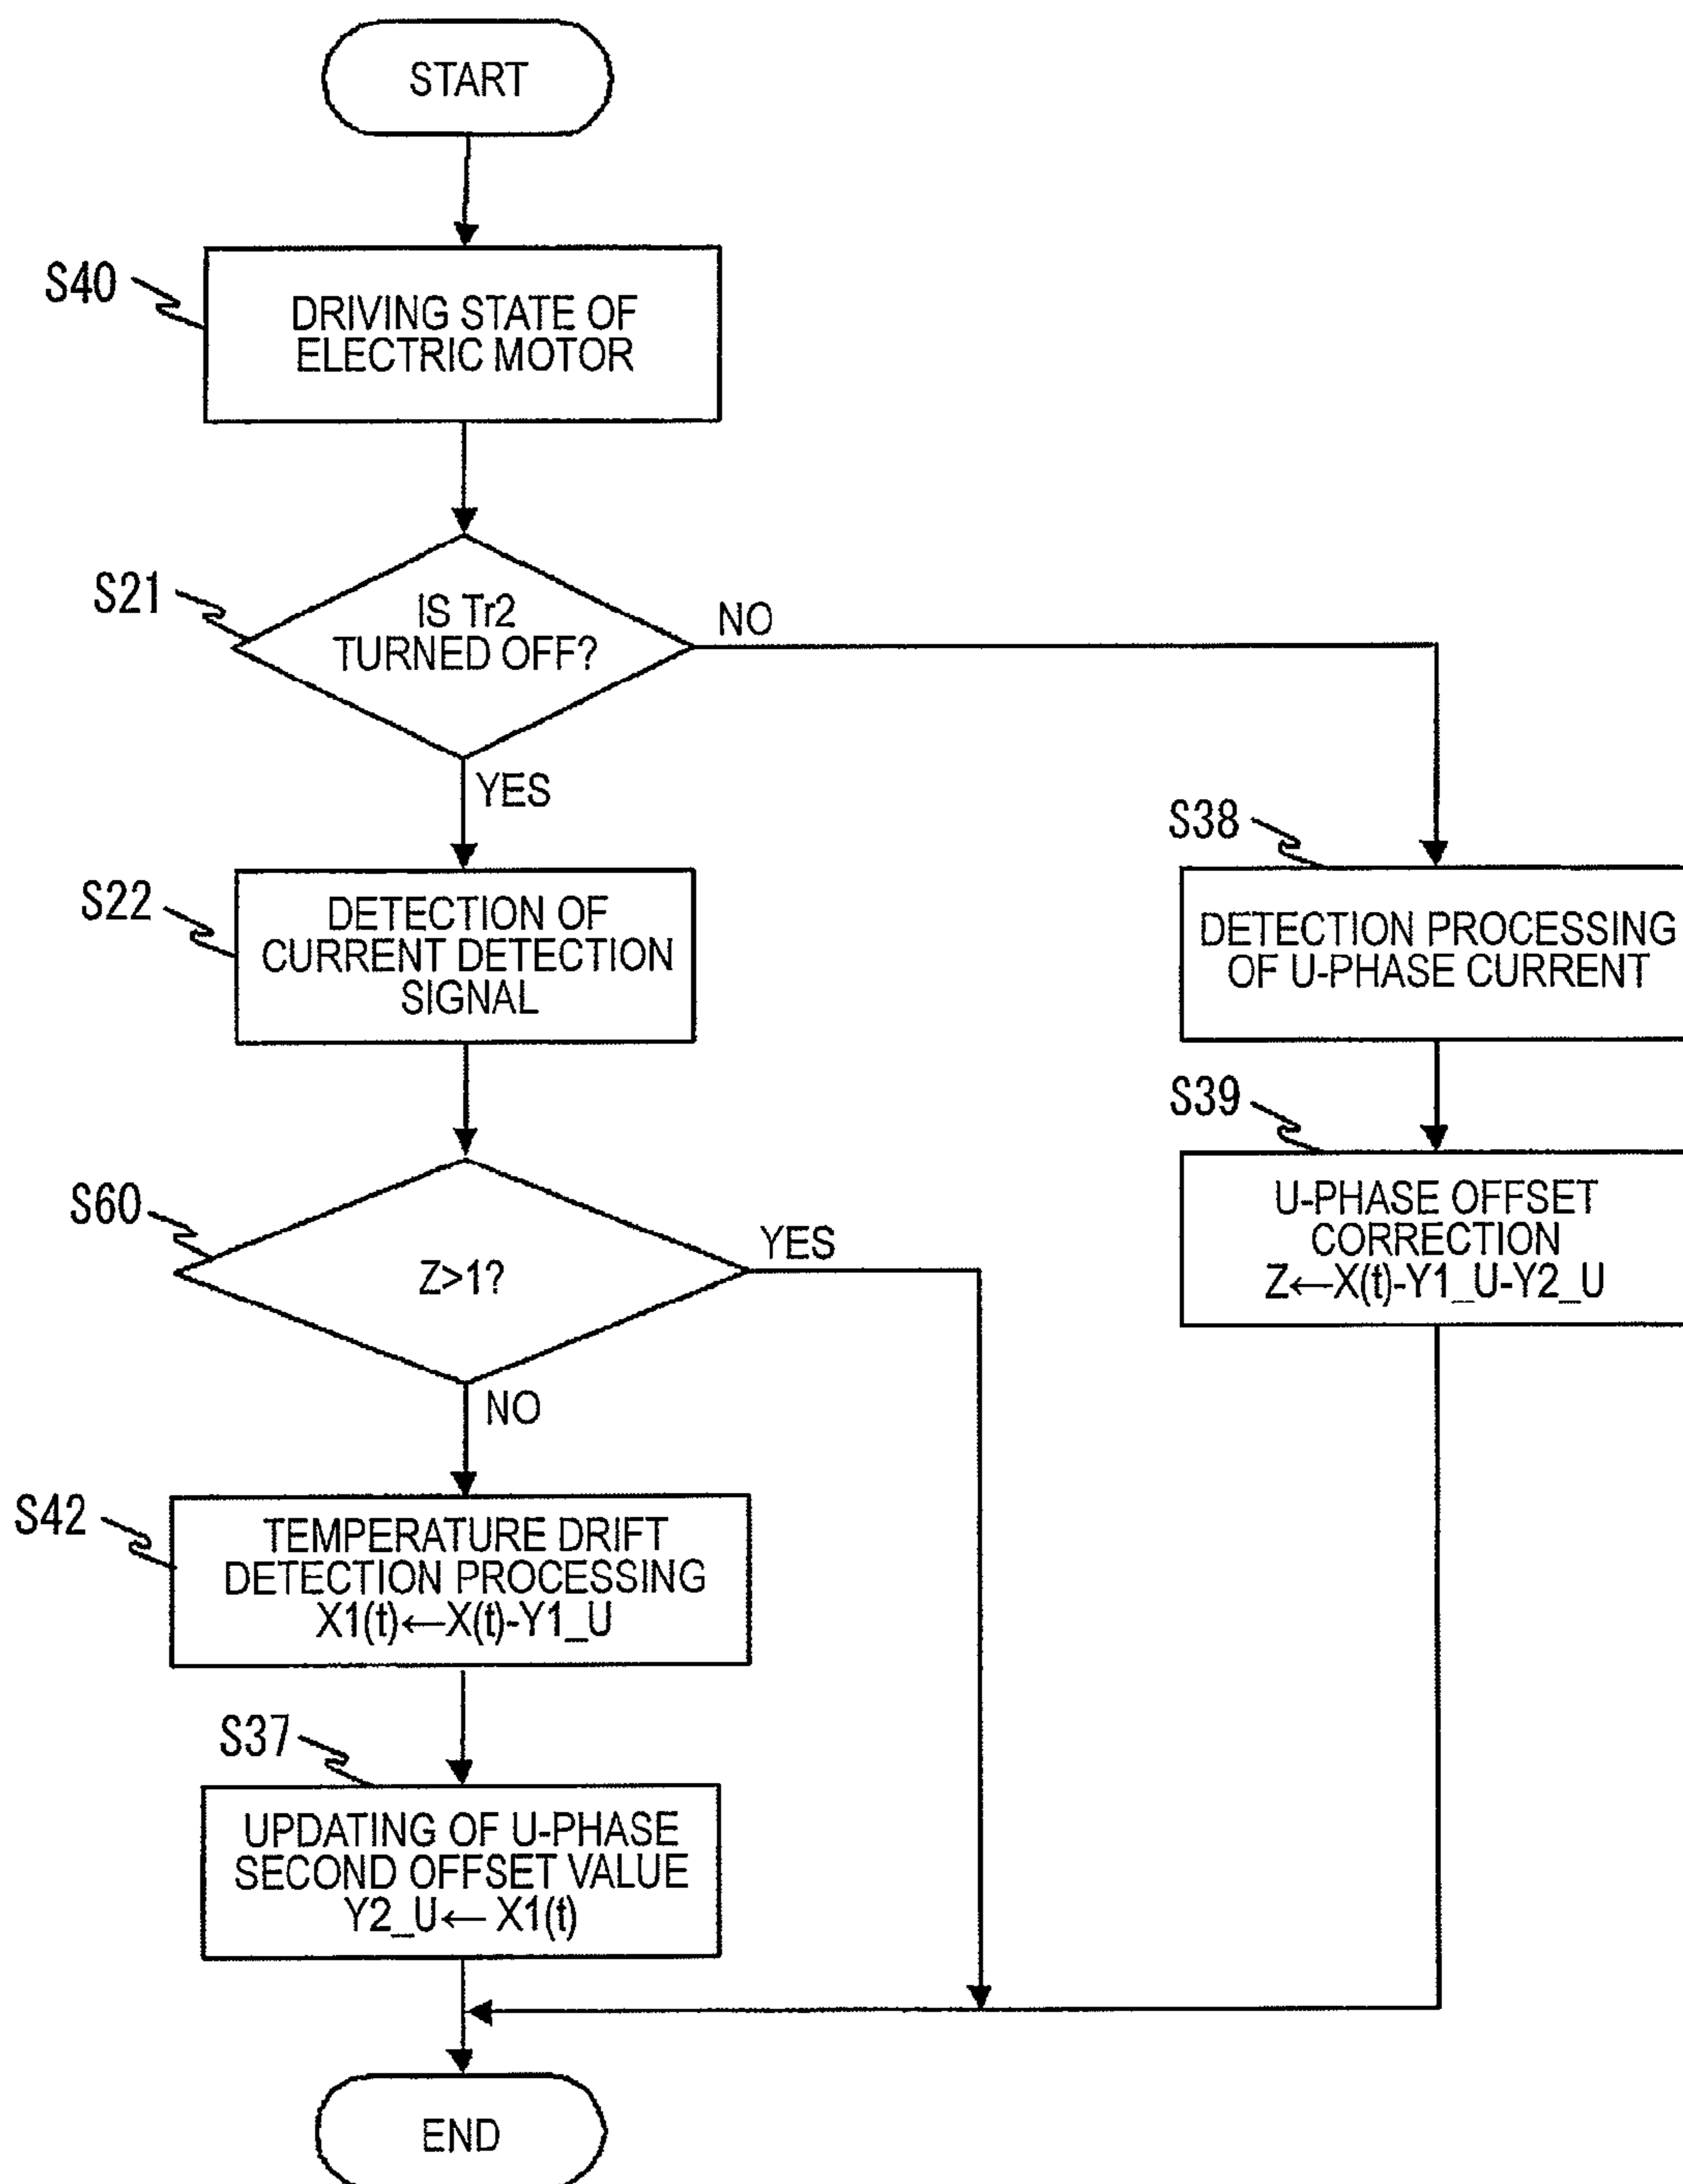 START
S40
DRIVING STATE OF
ELECTRIC MOTOR
S21
IS Tr2
TURNED OFF?
NO
YES
S22
DETECTION OF
CURRENT DETECTION
SIGNAL
S38
DETECTION PROCESSING
OF U-PHASE CURRENT
S39
U-PHASE OFFSET
CORRECTION
Z←X(t)-Y1_U-Y2_U
S60
Z>1?
YES
NO
S42
TEMPERATURE DRIFT
DETECTION PROCESSING
X1(t)←X(t)-Y1_U
S37
UPDATING OF U-PHASE
SECOND OFFSET VALUE
Y2_U← X1(t)
END